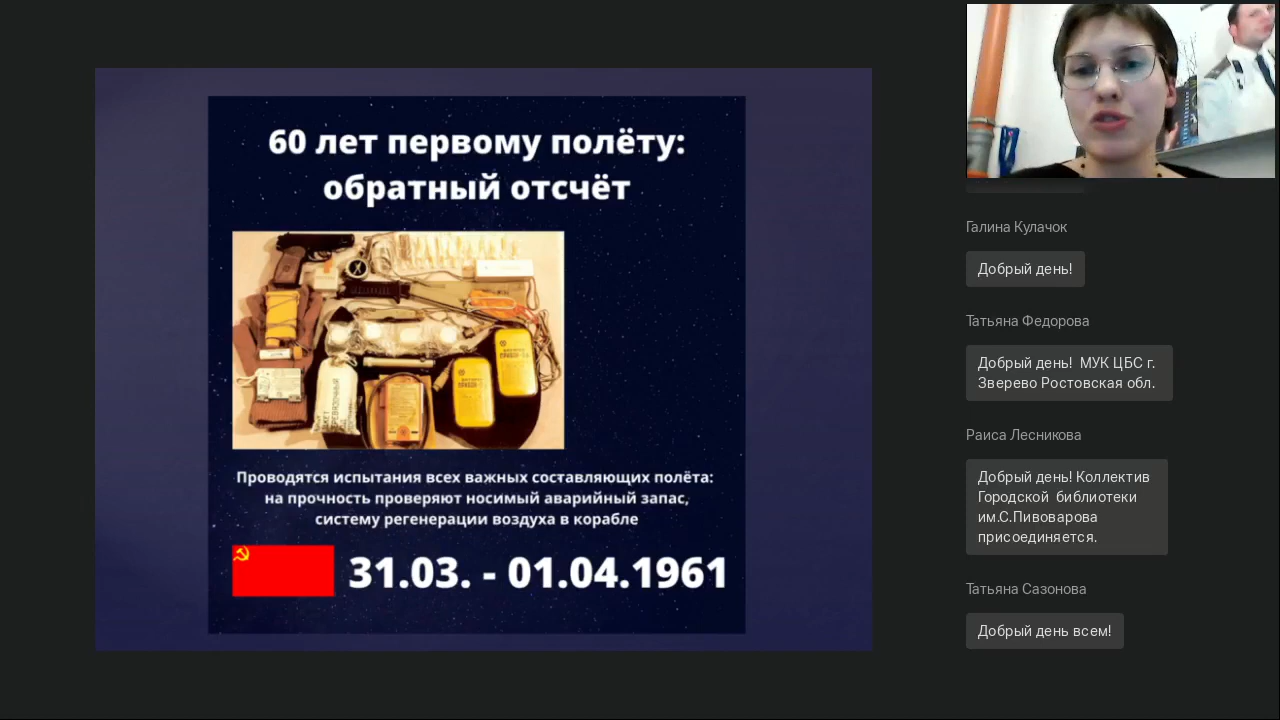 60 лет первому полёту:
обратный отсчёт
Проводятся испытания всех важных составляющих полёта:
на прочность проверяют носимый аварийный запас,
систему регенерации воздуха в корабле
31.03. - 01.04.1961
Галина Кулачок
Добрый день!
Татьяна Федорова
Добрый день! МУК ЦБС г.
Зверево Ростовская обл.
Раиса Лесникова
Добрый день! Коллектив
Городской библиотеки
им.С.Пивоварова
присоединяется.
Татьяна Сазонова
Добрый день всем!